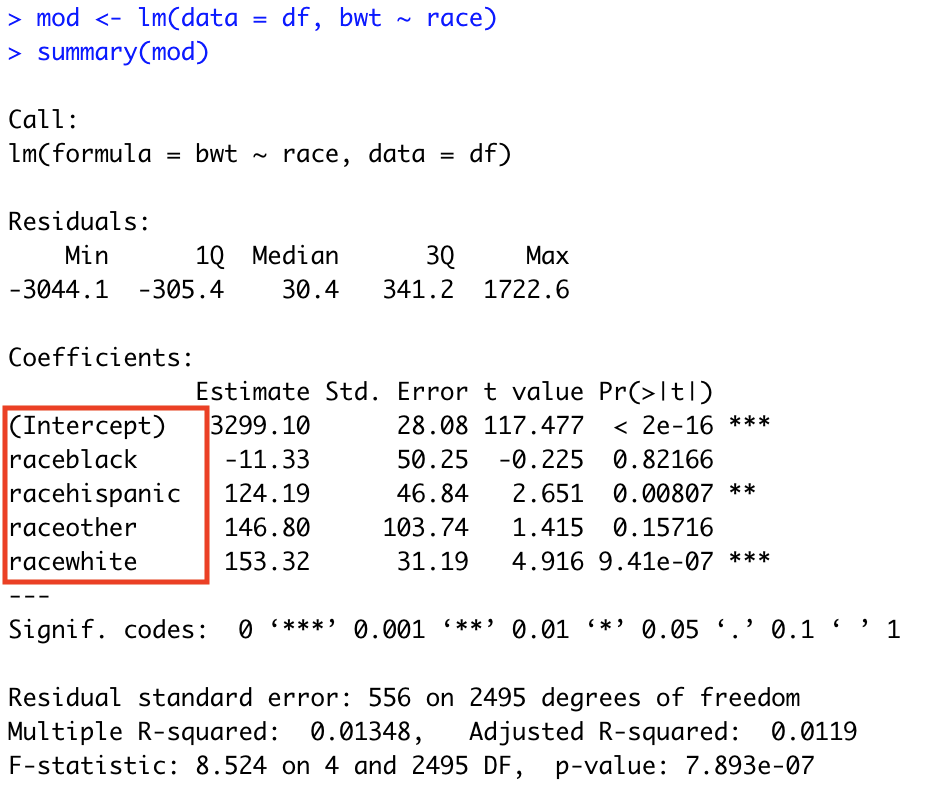 > mod <- lm(data = df, bwt ~ race)
> summary(mod)
Call:
lm(formula = bwt ~ race, data = df)
Residuals:
    Min      1Q  Median      3Q     Max
-3044.1  -305.4    30.4   341.2  1722.6
Coefficients:
             Estimate Std. Error t value Pr(>|t|)
(Intercept)   3299.10      28.08 117.477  < 2e-16 ***
raceblack      -11.33      50.25  -0.225  0.82166
racehispanic   124.19      46.84   2.651  0.00807 **
raceother      146.80     103.74   1.415  0.15716
racewhite      153.32      31.19   4.916 9.41e-07 ***
---
Signif. codes:  0 ‘***’ 0.001 ‘**’ 0.01 ‘*’ 0.05 ‘.’ 0.1 ‘ ’ 1
Residual standard error: 556 on 2495 degrees of freedom
Multiple R-squared:  0.01348,   Adjusted R-squared:  0.0119
F-statistic: 8.524 on 4 and 2495 DF,  p-value: 7.893e-07